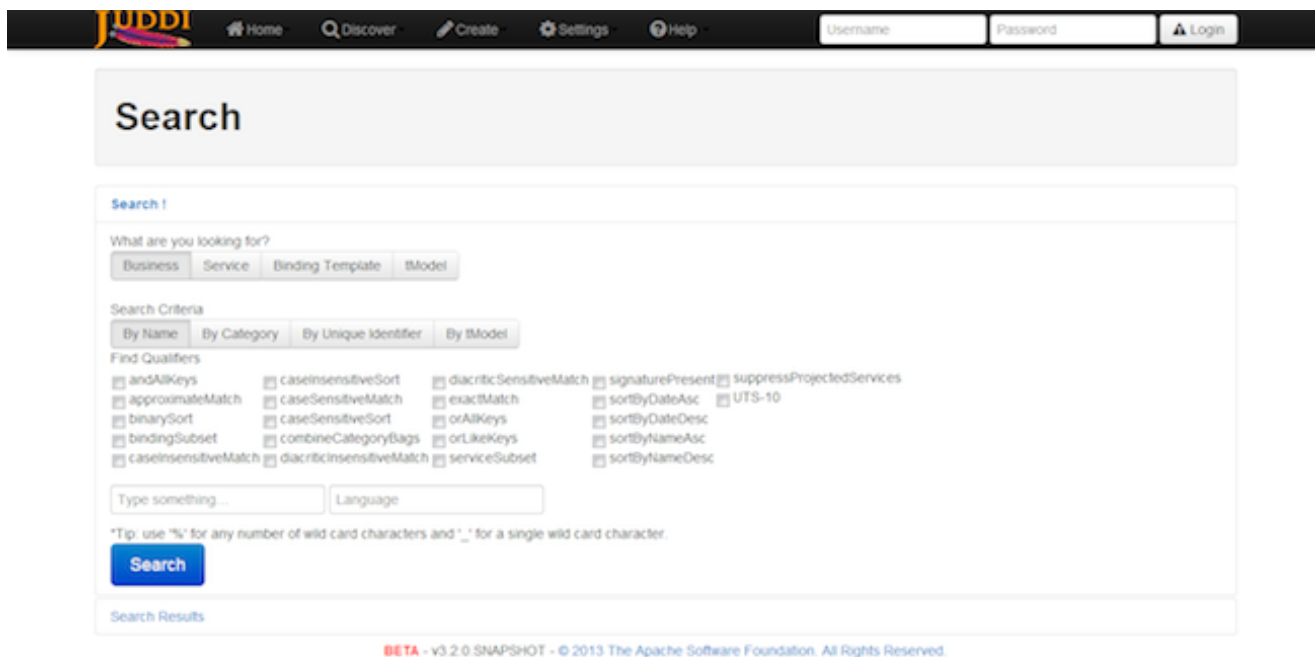 JUDDI Home Discover Create Settings Help Username Password Login
Search
Search !
What are you looking for?
Business Service Binding Template tModel
Search Criteria
By Name By Category By Unique Identifier By tModel
Find Qualifiers
andAllKeys caseInsensitiveSort diacriticSensitiveMatch signaturePresent suppressProjectedServices
approximateMatch caseSensitiveMatch exactMatch sortByDateAsc UTS-10
binarySort caseSensitiveSort orAllKeys sortByDateDesc
bindingSubset combineCategoryBags orLikeKeys sortByNameAsc
caseInsensitiveMatch diacriticInsensitiveMatch serviceSubset sortByNameDesc
Type something... Language
*Tip: use '%' for any number of wild card characters and '_' for a single wild card character.
Search
Search Results
BETA - v3.2.0.SNAPSHOT - © 2013 The Apache Software Foundation. All Rights Reserved.